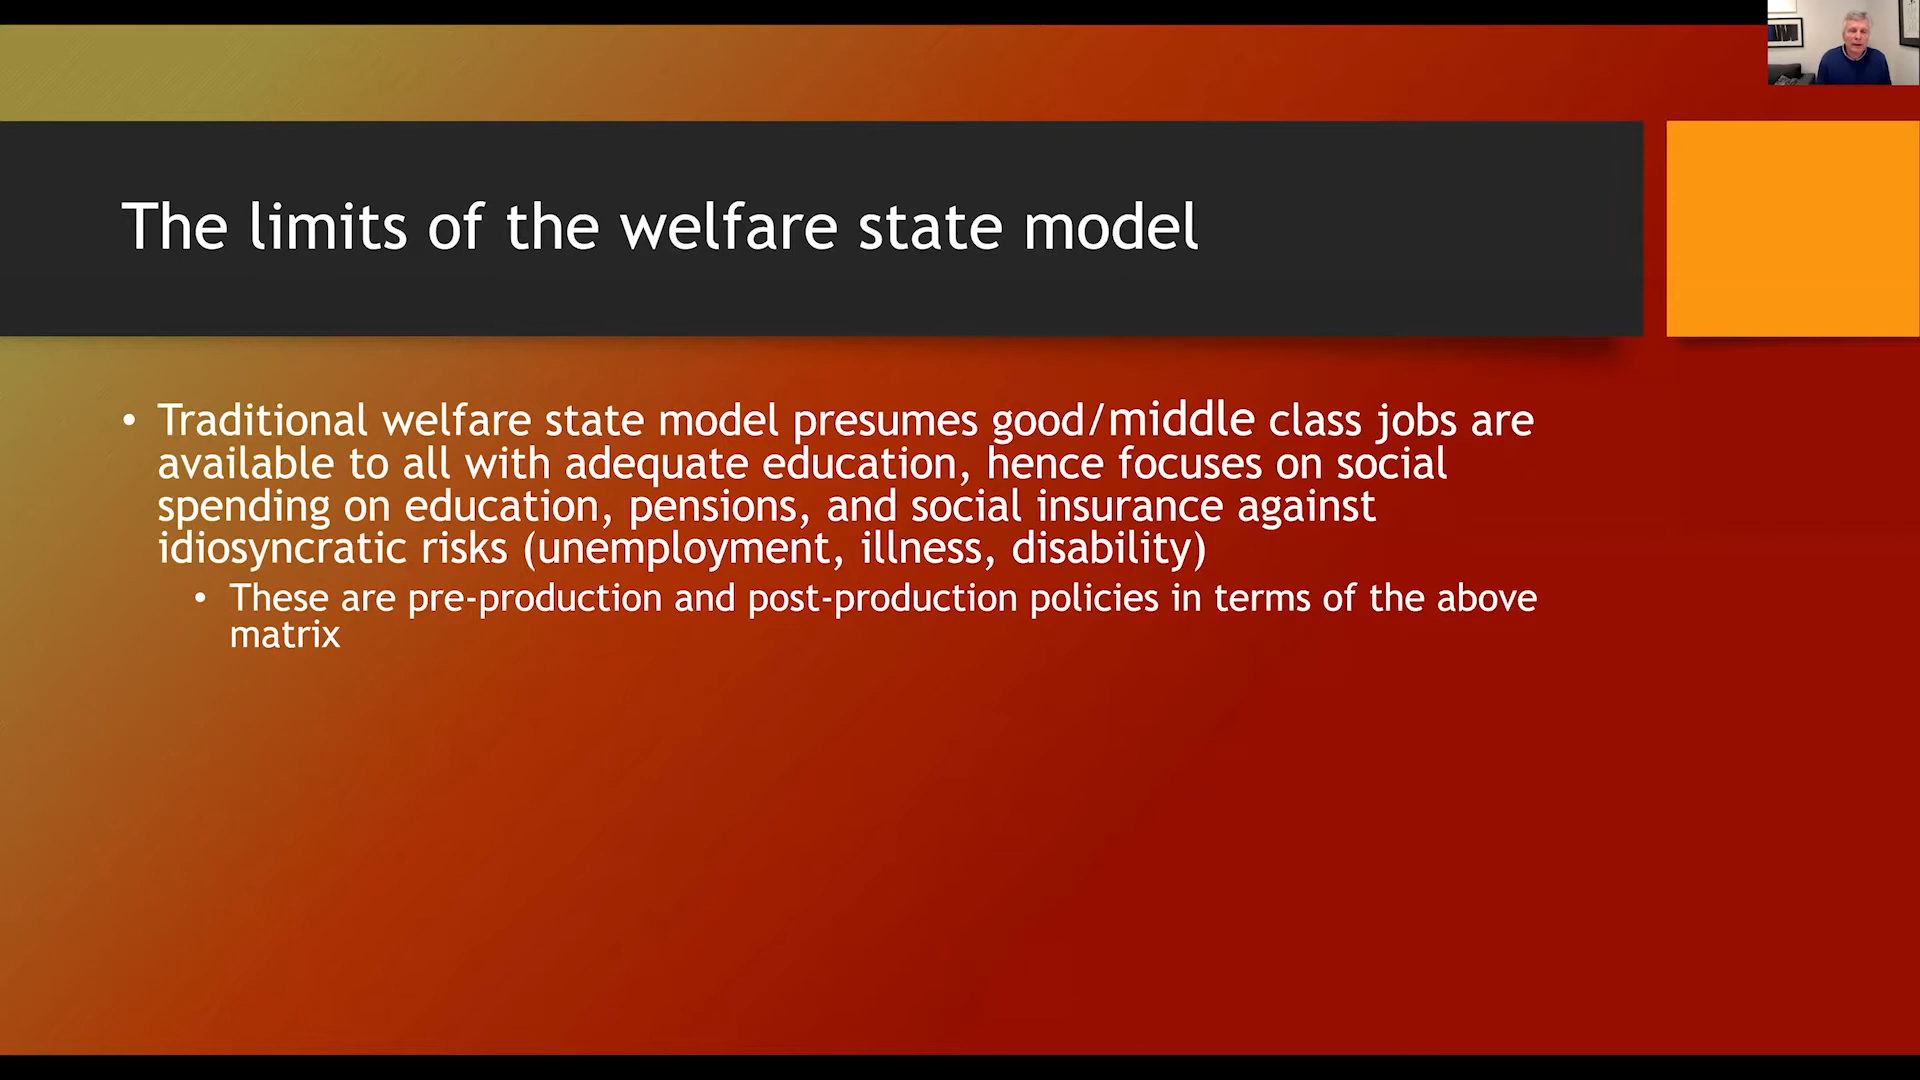 The limits of the welfare state model
• Traditional welfare state model presumes good/middle class jobs are
available to all with adequate education, hence focuses on social
spending on education, pensions, and social insurance against
idiosyncratic risks (unemployment, illness, disability)
• These are pre-production and post-production policies in terms of the above
matrix